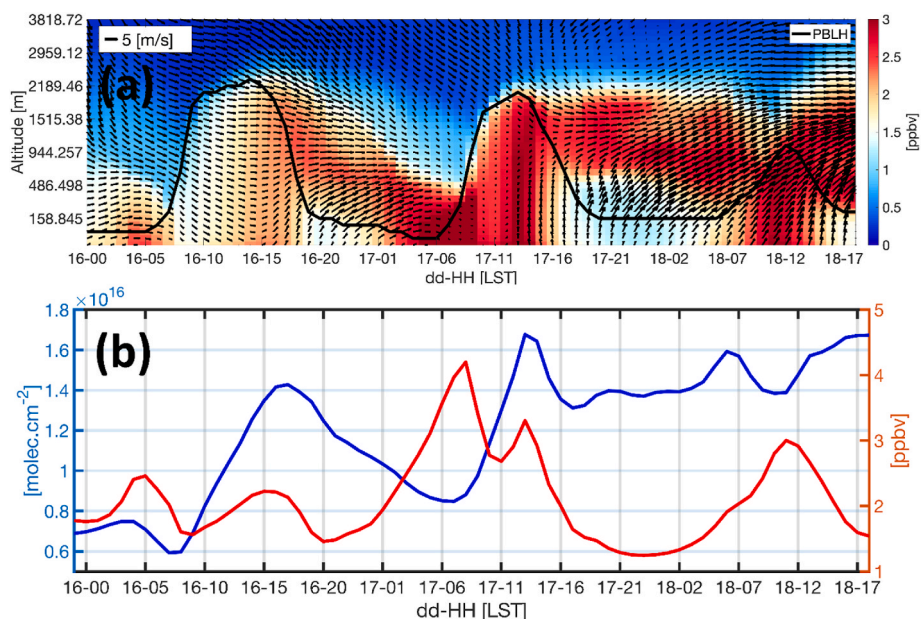 3818.72
2959.12
2189.46
1515.38
944.257
486.498
158.845
Altitude [m]
5 [m/s]
(a)
PBLH
3
2.5
2
1.5
1
0.5
0
[ppbv]
16-00 16-05 16-10 16-15 16-20 17-01 17-06 17-11 17-16 17-21 18-02 18-07 18-12 18-17
dd-HH [LST]
×10^16
1.8
1.6
1.4
1.2
1
0.8
0.6
[molec.cm-2]
(b)
5
4
3
2
1
[ppbv]
16-00 16-05 16-10 16-15 16-20 17-01 17-06 17-11 17-16 17-21 18-02 18-07 18-12 18-17
dd-HH [LST]